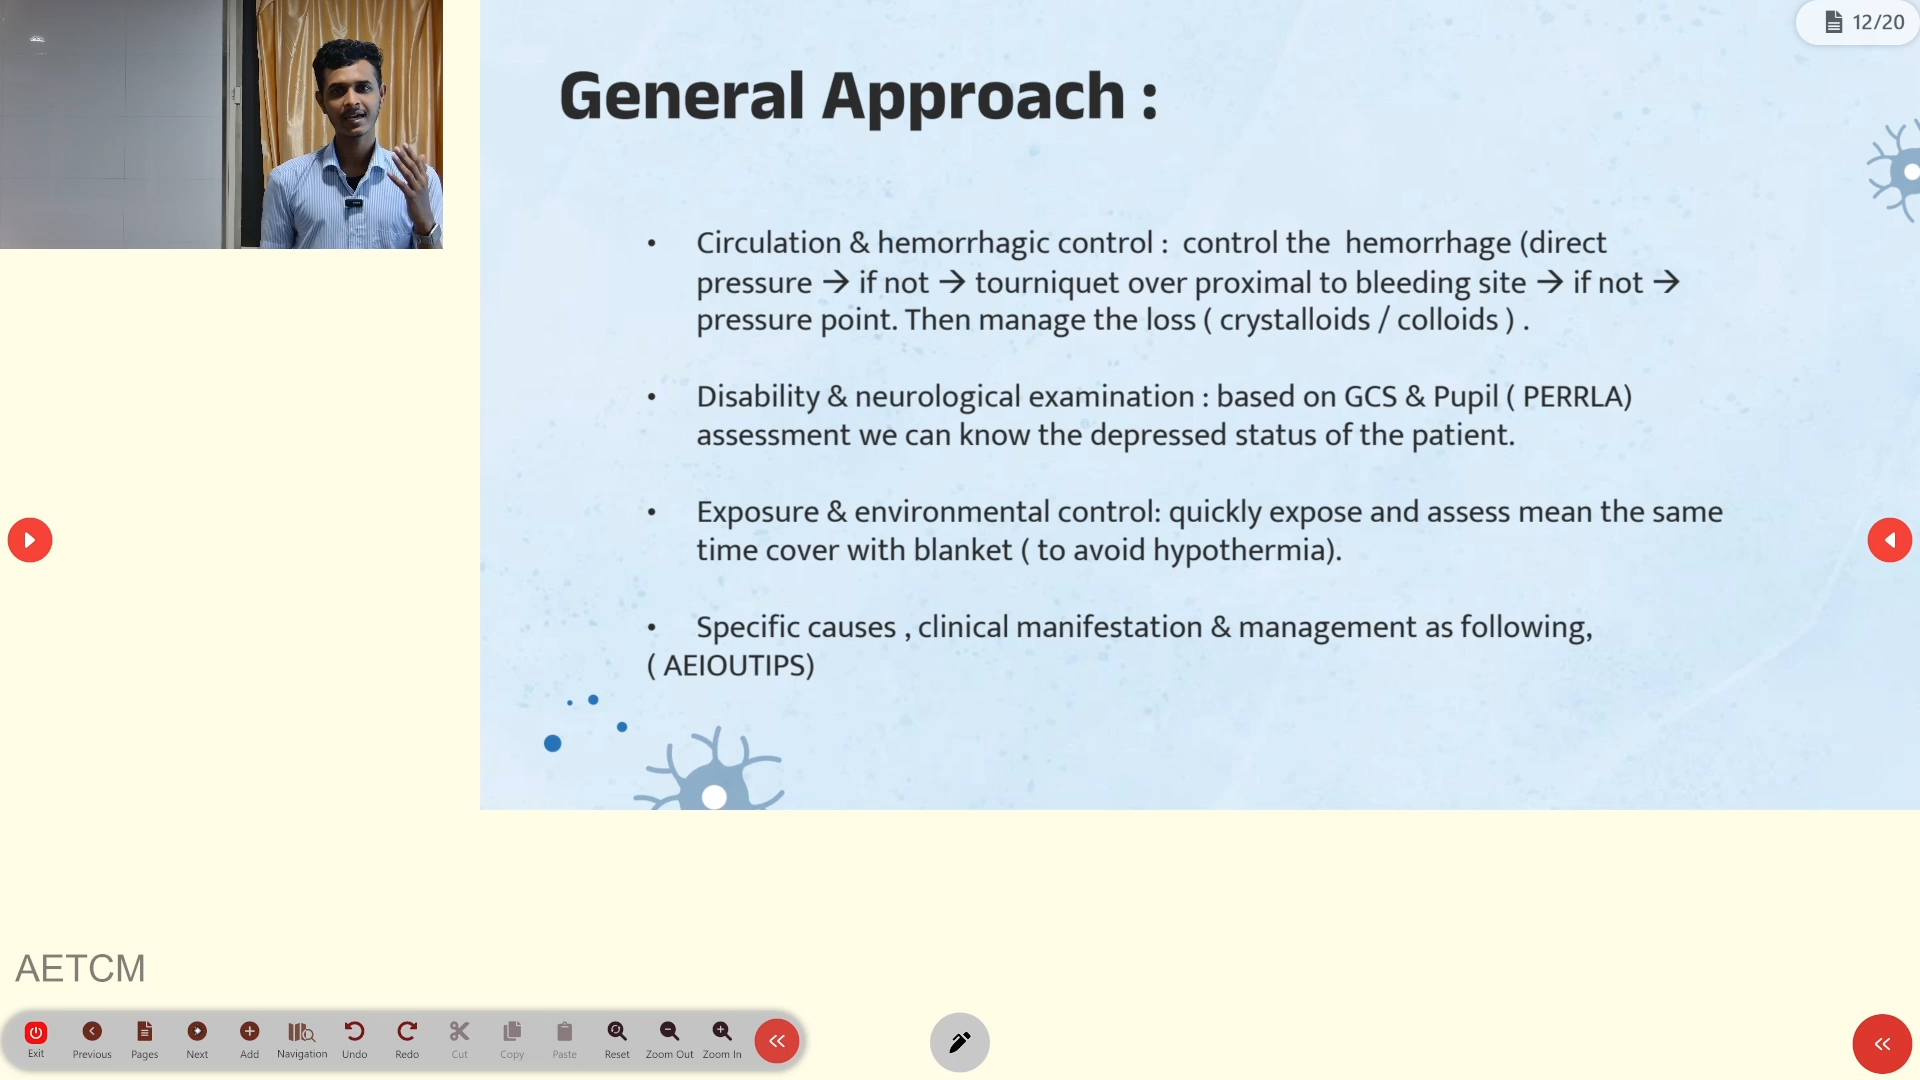 12/20
General Approach :
• Circulation & hemorrhagic control : control the hemorrhage (direct
pressure → if not → tourniquet over proximal to bleeding site → if not →
pressure point. Then manage the loss ( crystalloids / colloids ) .
• Disability & neurological examination : based on GCS & Pupil ( PERRLA)
assessment we can know the depressed status of the patient.
• Exposure & environmental control: quickly expose and assess mean the same
time cover with blanket ( to avoid hypothermia).
• Specific causes , clinical manifestation & management as following,
( AEIOUTIPS)
AETCM
Exit Previous Pages Next Add Navigation Undo Redo Cut Copy Paste Reset Zoom Out Zoom In